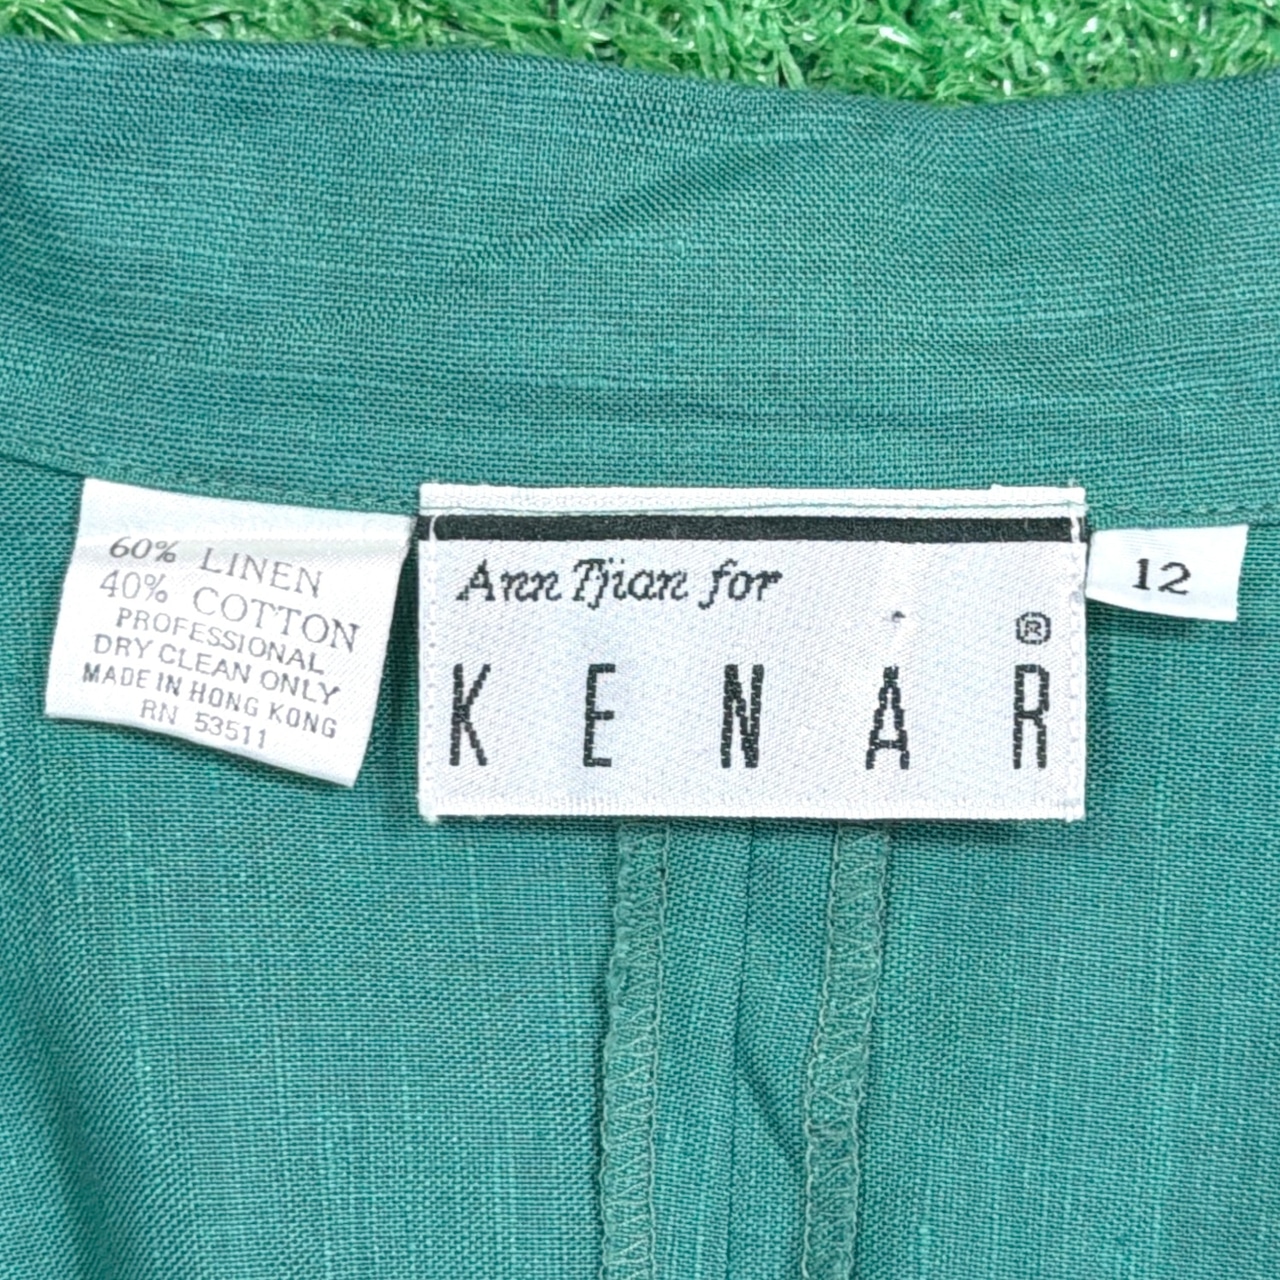 60% LINEN
40% COTTON
PROFESSIONAL
DRY CLEAN ONLY
MADE IN HONG KONG
RN 53511
Ann Tjian for
KENAR®
12